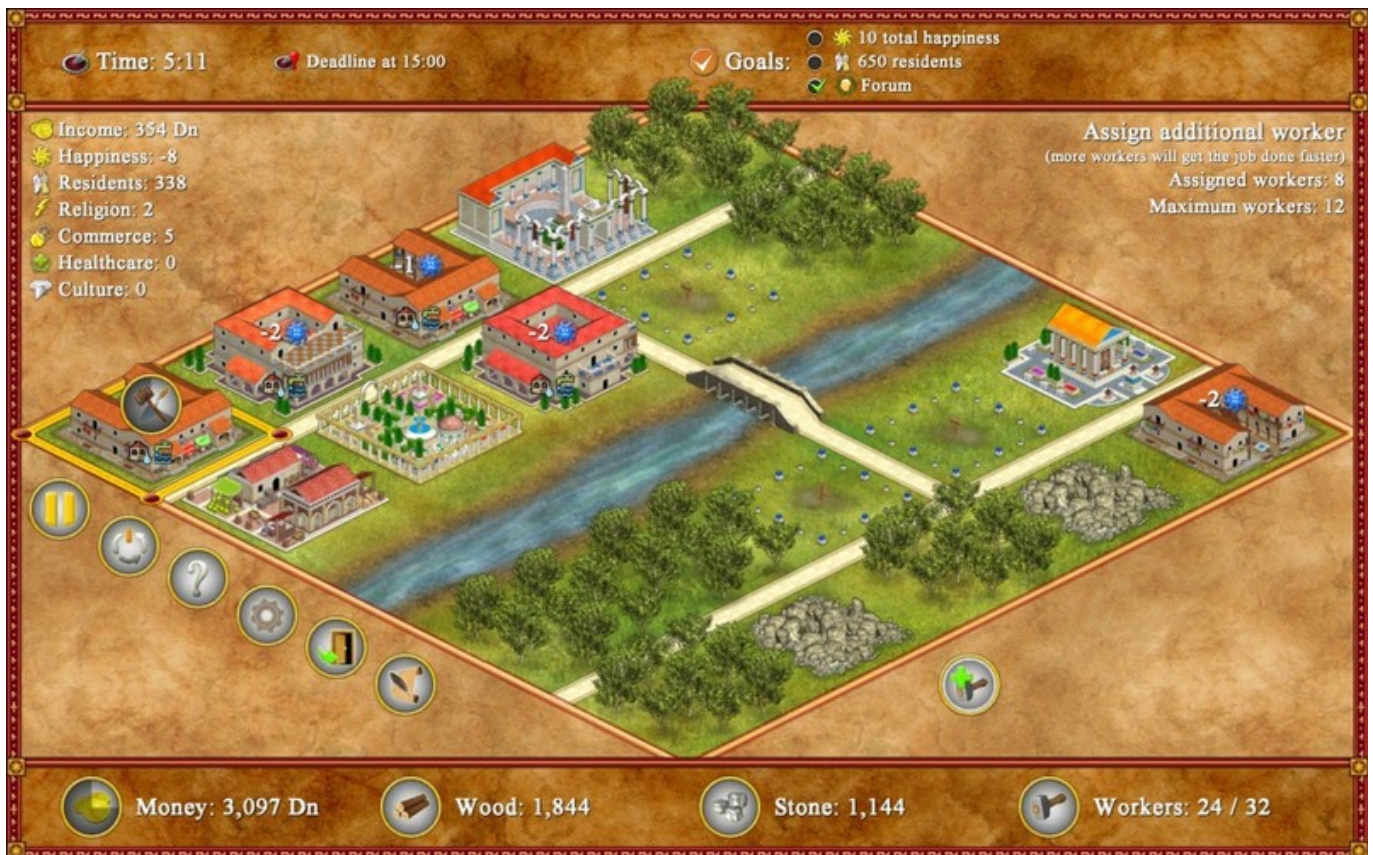 Time: 5:11
Deadline at 15:00
Goals:
10 total happiness
650 residents
Forum
Income: 354 Dn
Happiness: -8
Residents: 338
Religion: 2
Commerce: 5
Healthcare: 0
Culture: 0
Assign additional worker
(more workers will get the job done faster)
Assigned workers: 8
Maximum workers: 12
-1
-2
-2
-2
?
Money: 3,097 Dn
Wood: 1,844
Stone: 1,144
Workers: 24 / 32